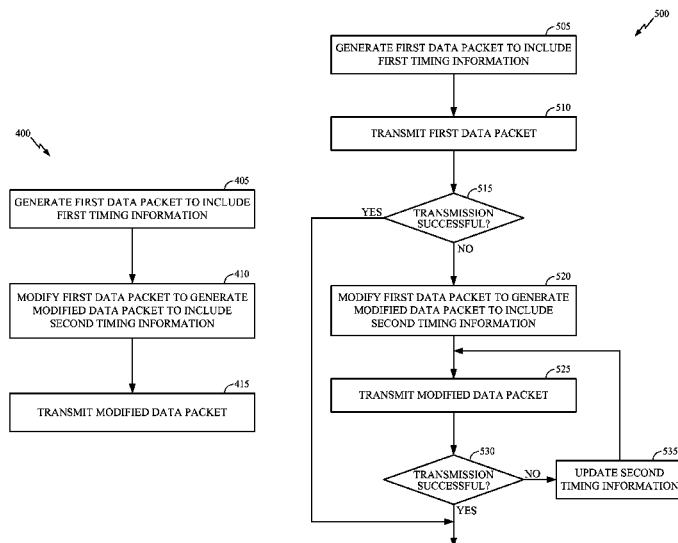 400
405
GENERATE FIRST DATA PACKET TO INCLUDE
FIRST TIMING INFORMATION
410
MODIFY FIRST DATA PACKET TO GENERATE
MODIFIED DATA PACKET TO INCLUDE
SECOND TIMING INFORMATION
415
TRANSMIT MODIFIED DATA PACKET
500
505
GENERATE FIRST DATA PACKET TO INCLUDE
FIRST TIMING INFORMATION
510
TRANSMIT FIRST DATA PACKET
515
YES
TRANSMISSION
SUCCESSFUL?
NO
520
MODIFY FIRST DATA PACKET TO GENERATE
MODIFIED DATA PACKET TO INCLUDE
SECOND TIMING INFORMATION
525
TRANSMIT MODIFIED DATA PACKET
530
TRANSMISSION
SUCCESSFUL?
NO
YES
535
UPDATE SECOND
TIMING INFORMATION